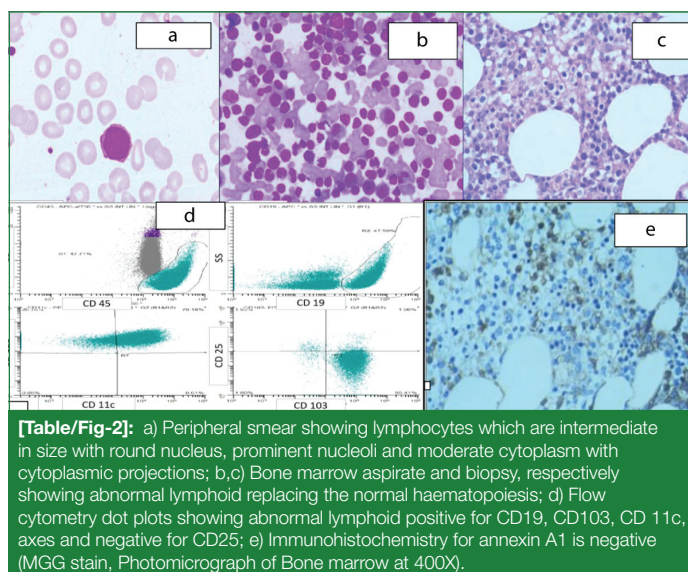 a
b
c
d
R1 42.71%
SS
CD 45
CD 19
CD 11c
CD 25
CD 103
e
[Table/Fig-2]: a) Peripheral smear showing lymphocytes which are intermediate
in size with round nucleus, prominent nucleoli and moderate cytoplasm with
cytoplasmic projections; b,c) Bone marrow aspirate and biopsy, respectively
showing abnormal lymphoid replacing the normal haematopoiesis; d) Flow
cytometry dot plots showing abnormal lymphoid positive for CD19, CD103, CD 11c,
axes and negative for CD25; e) Immunohistochemistry for annexin A1 is negative
(MGG stain, Photomicrograph of Bone marrow at 400X).